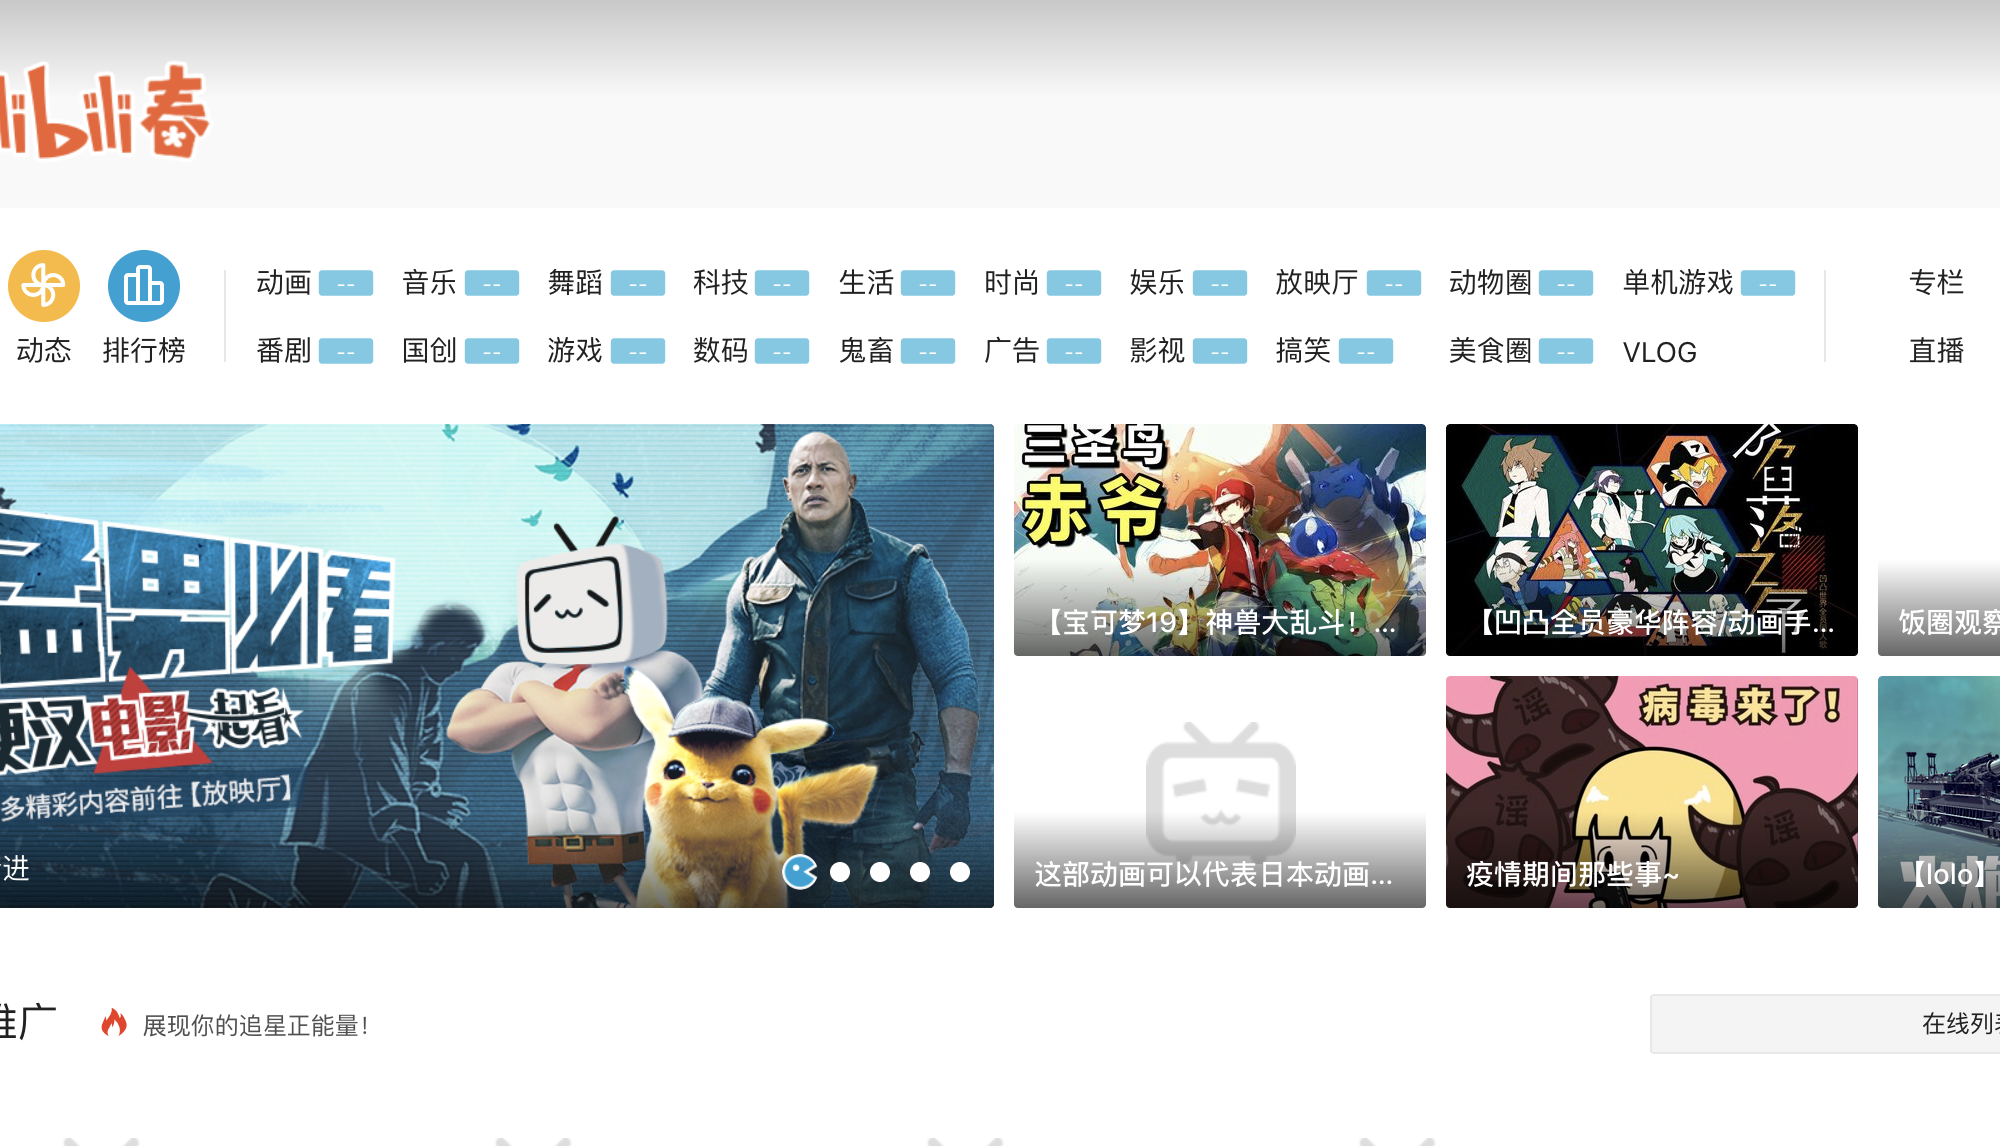 libili春
动画 -- 音乐 -- 舞蹈 -- 科技 -- 生活 -- 时尚 -- 娱乐 -- 放映厅 -- 动物圈 -- 单机游戏 -- 专栏
动态 排行榜 番剧 -- 国创 -- 游戏 -- 数码 -- 鬼畜 -- 广告 -- 影视 -- 搞笑 -- 美食圈 -- VLOG 直播
猛男必看
硬汉电影一起看
多精彩内容前往【放映厅】
进
三圣鸟
赤爷
【宝可梦19】神兽大乱斗！...
【凹凸全员豪华阵容/动画手...
饭圈观察
这部动画可以代表日本动画...
病毒来了！
谣
谣
谣
疫情期间那些事~
【lolo】
推广
展现你的追星正能量！
在线列表